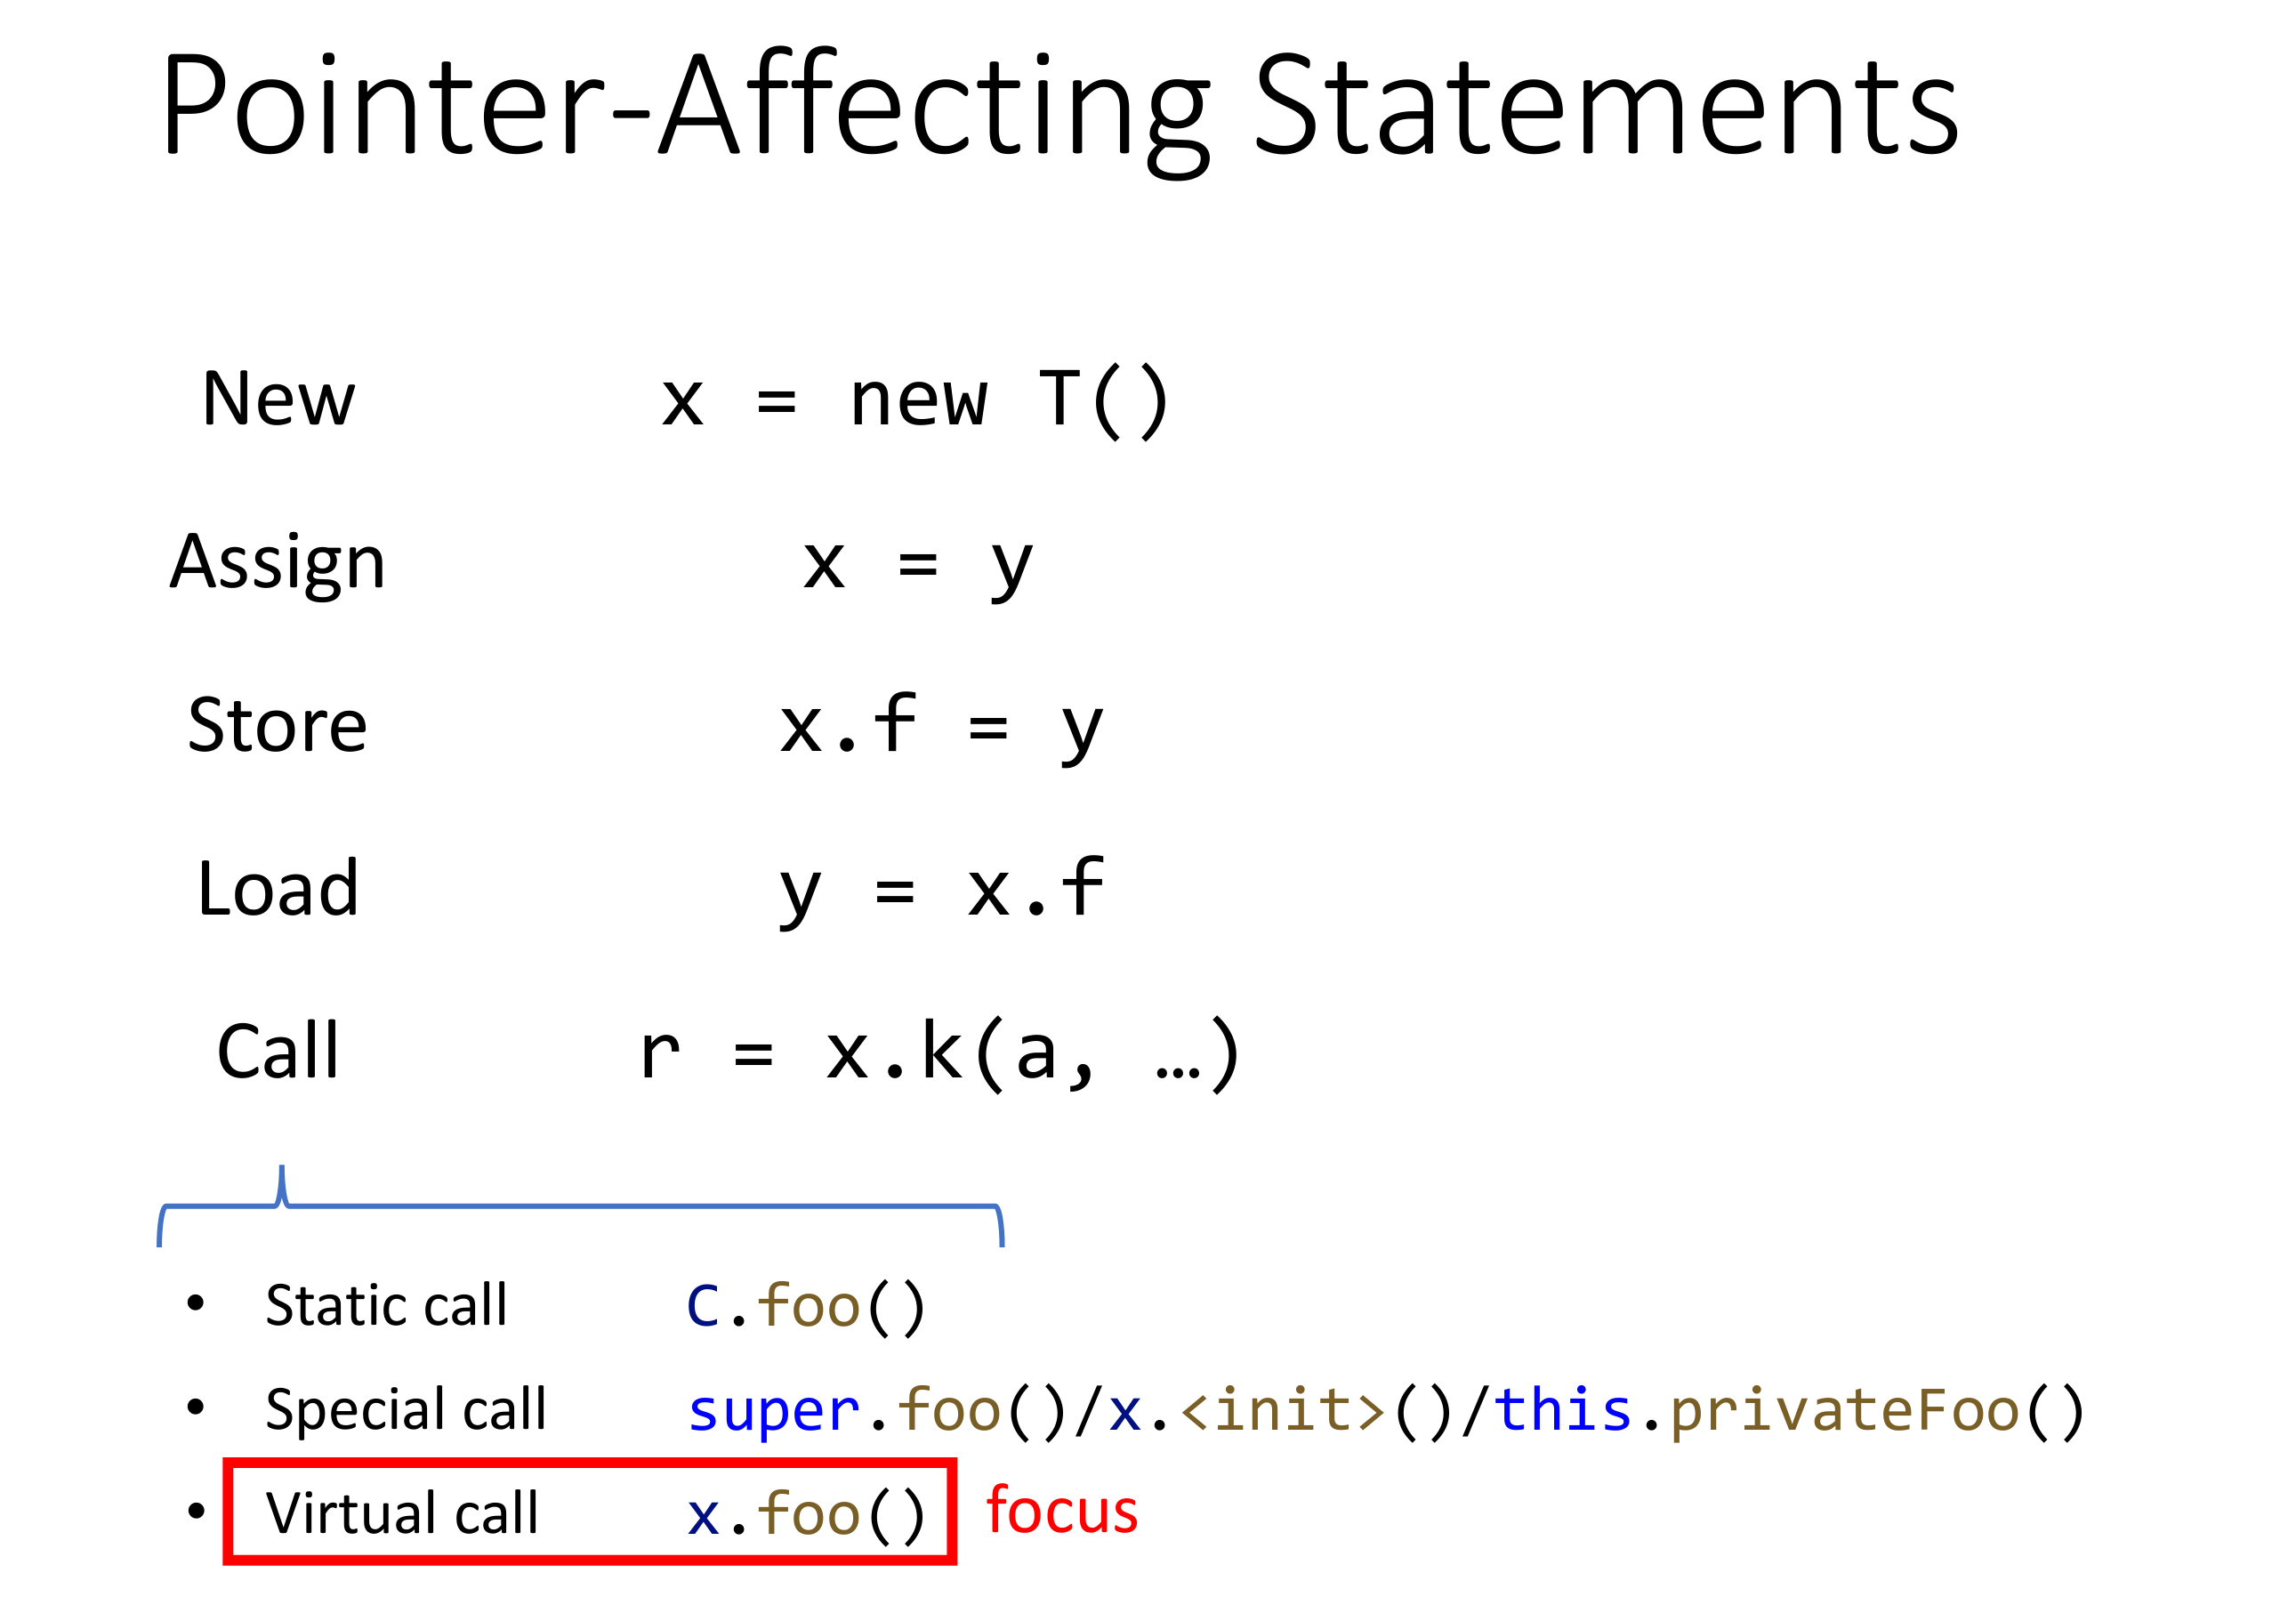 Pointer-Affecting Statements
New x = new T()
Assign x = y
Store x.f = y
Load y = x.f
Call r = x.k(a, …)
• Static call C.foo()
• Special call super.foo()/x.<init>()/this.privateFoo()
• Virtual call x.foo() focus